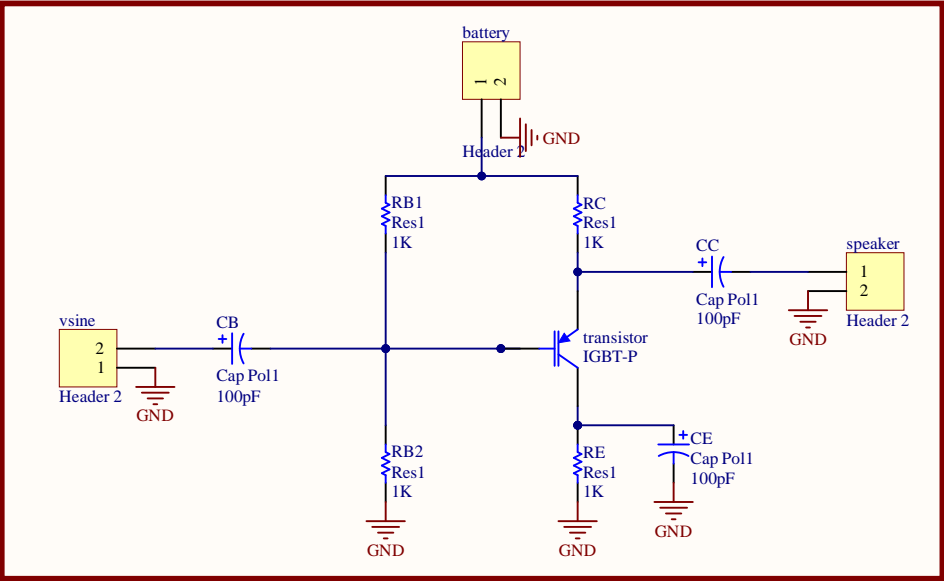 battery
1
2
GND
Header 2
RB1
Res1
1K
RC
Res1
1K
CC
+
Cap Pol1
100pF
speaker
1
2
Header 2
GND
vsine
2
1
Header 2
GND
CB
+
Cap Pol1
100pF
transistor
IGBT-P
RB2
Res1
1K
GND
RE
Res1
1K
GND
+
CE
Cap Pol1
100pF
GND